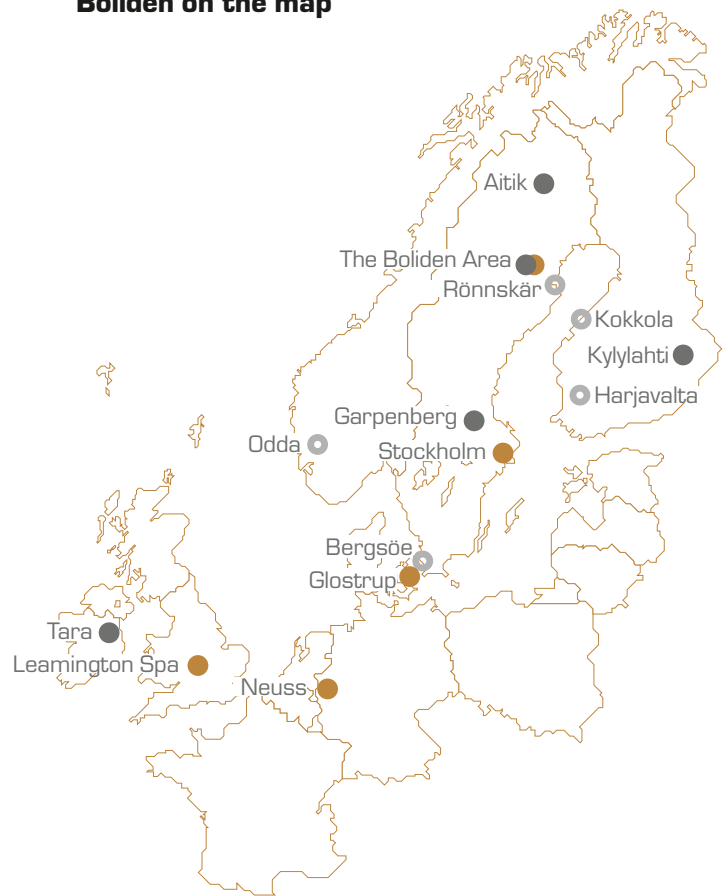 Boliden on the map
Aitik
The Boliden Area
Rönnskär
Kokkola
Kylylahti
Harjavalta
Garpenberg
Odda
Stockholm
Bergsöe
Glostrup
Tara
Leamington Spa
Neuss